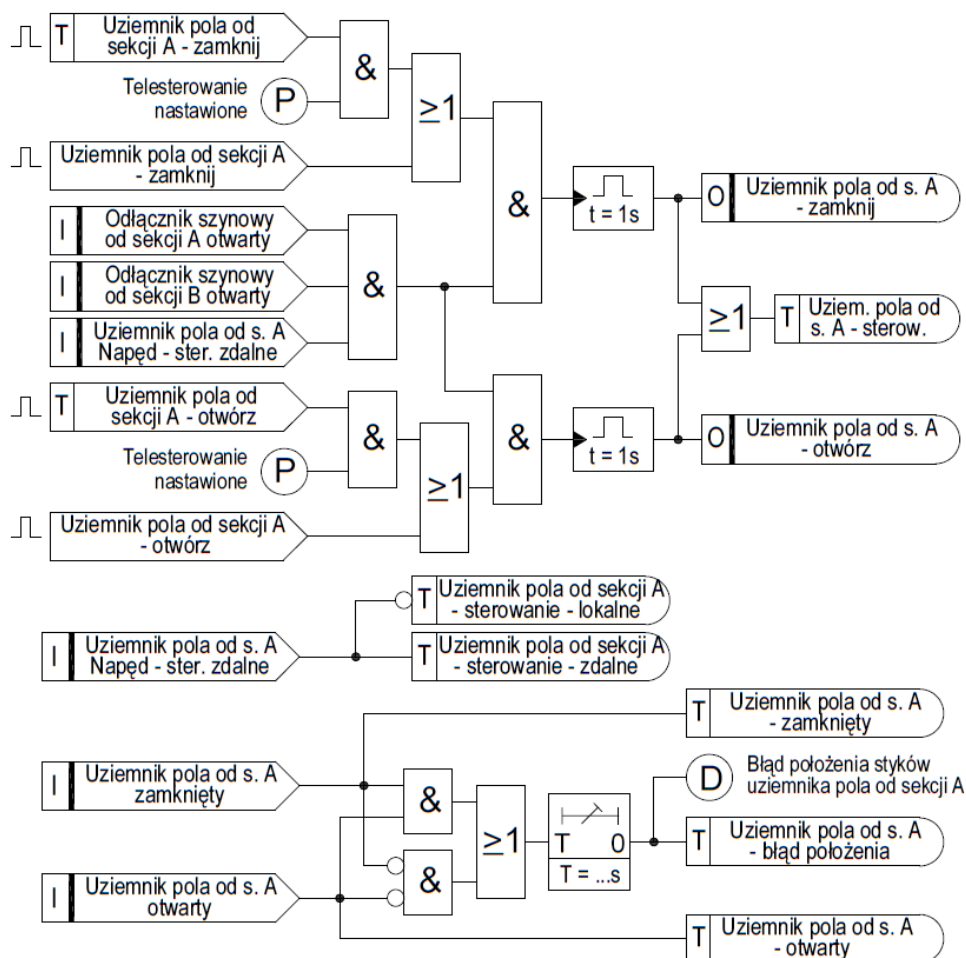 T
Uziemnik pola od
sekcji A - zamknij
&
Telesterowanie
nastawione
P
≥1
Uziemnik pola od sekcji A
- zamknij
&
t = 1s
O
Uziemnik pola od s. A
- zamknij
I
Odłącznik szynowy
od sekcji A otwarty
I
Odłącznik szynowy
od sekcji B otwarty
&
I
Uziemnik pola od s. A
Napęd - ster. zdalne
≥1
T
Uziem. pola od
s. A - sterow.
T
Uziemnik pola od
sekcji A - otwórz
&
Telesterowanie
nastawione
P
≥1
&
t = 1s
O
Uziemnik pola od s. A
- otwórz
Uziemnik pola od sekcji A
- otwórz
T
Uziemnik pola od sekcji A
- sterowanie - lokalne
I
Uziemnik pola od s. A
Napęd - ster. zdalne
T
Uziemnik pola od sekcji A
- sterowanie - zdalne
T
Uziemnik pola od s. A
- zamknięty
I
Uziemnik pola od s. A
zamknięty
&
≥1
T 0
T = ...s
D
Błąd położenia styków
uziemnika pola od sekcji A
T
Uziemnik pola od s. A
- błąd położenia
&
I
Uziemnik pola od s. A
otwarty
T
Uziemnik pola od s. A
- otwarty